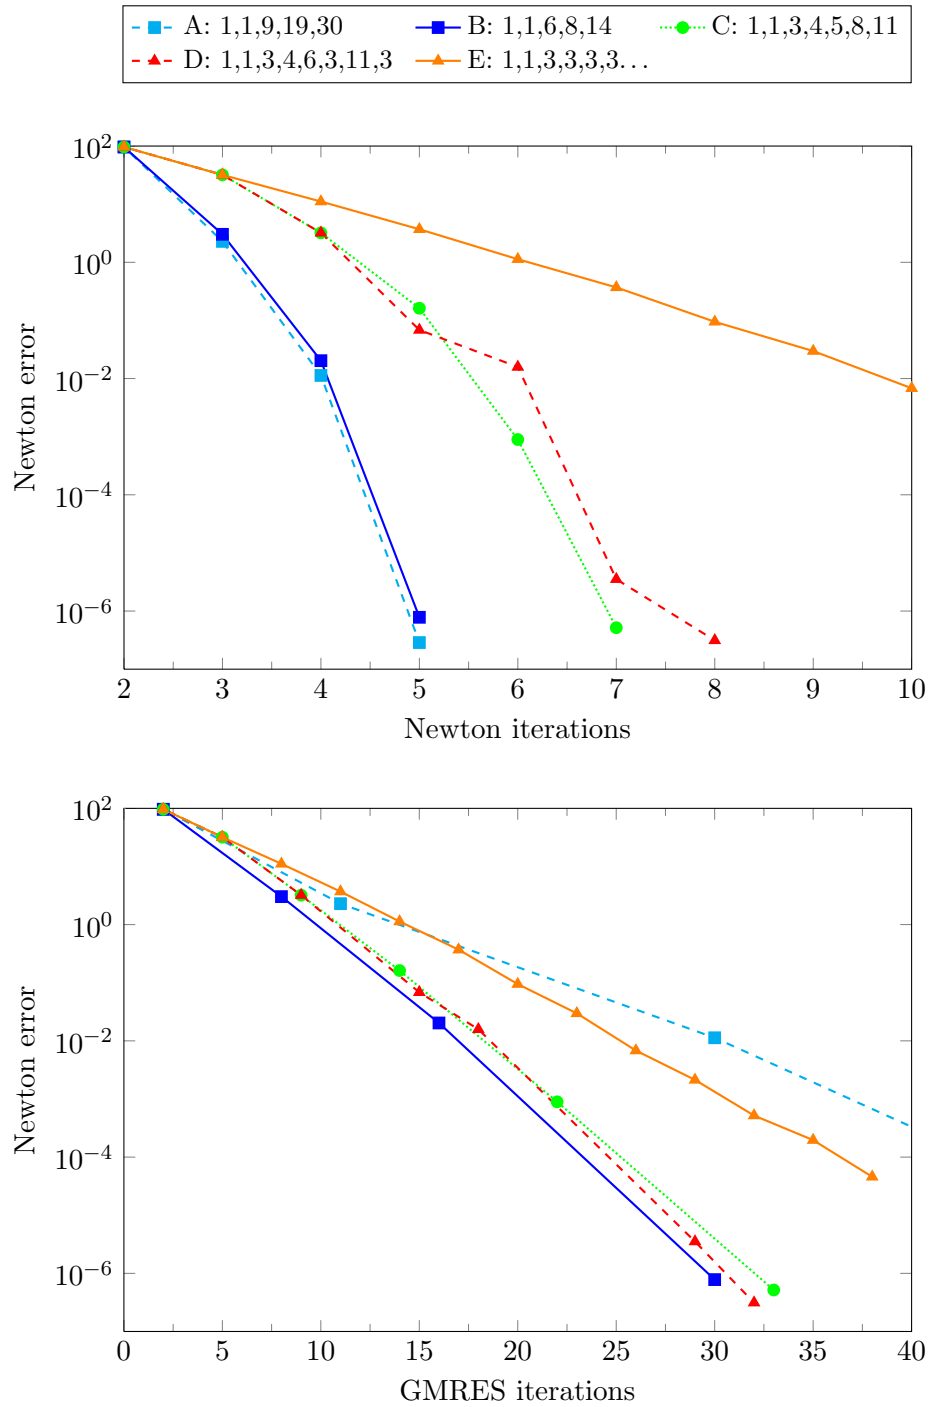 A: 1,1,9,19,30 B: 1,1,6,8,14 C: 1,1,3,4,5,8,11
D: 1,1,3,4,6,3,11,3 E: 1,1,3,3,3,3…
10^2
10^0
10^−2
10^−4
10^−6
Newton error
2 3 4 5 6 7 8 9 10
Newton iterations
10^2
10^0
10^−2
10^−4
10^−6
Newton error
0 5 10 15 20 25 30 35 40
GMRES iterations